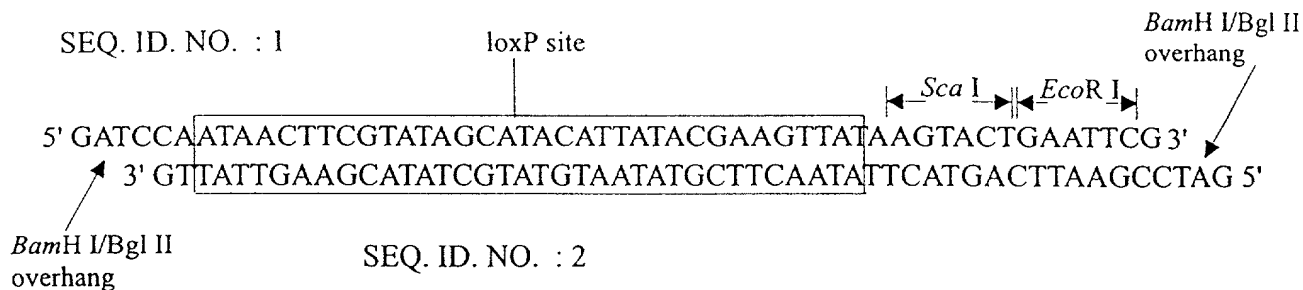 BamH I/Bgl II
overhang
SEQ. ID. NO. : 1
loxP site
Sca I
EcoR I
5' GATCCAATAACTTCGTATAGCATACATTATACGAAGTTATAAGTACTGAATTCG 3'
3' GTTATTGAAGCATATCGTATGTAATATGCTTCAATATTCATGACTTAAGCCTAG 5'
BamH I/Bgl II
overhang
SEQ. ID. NO. : 2